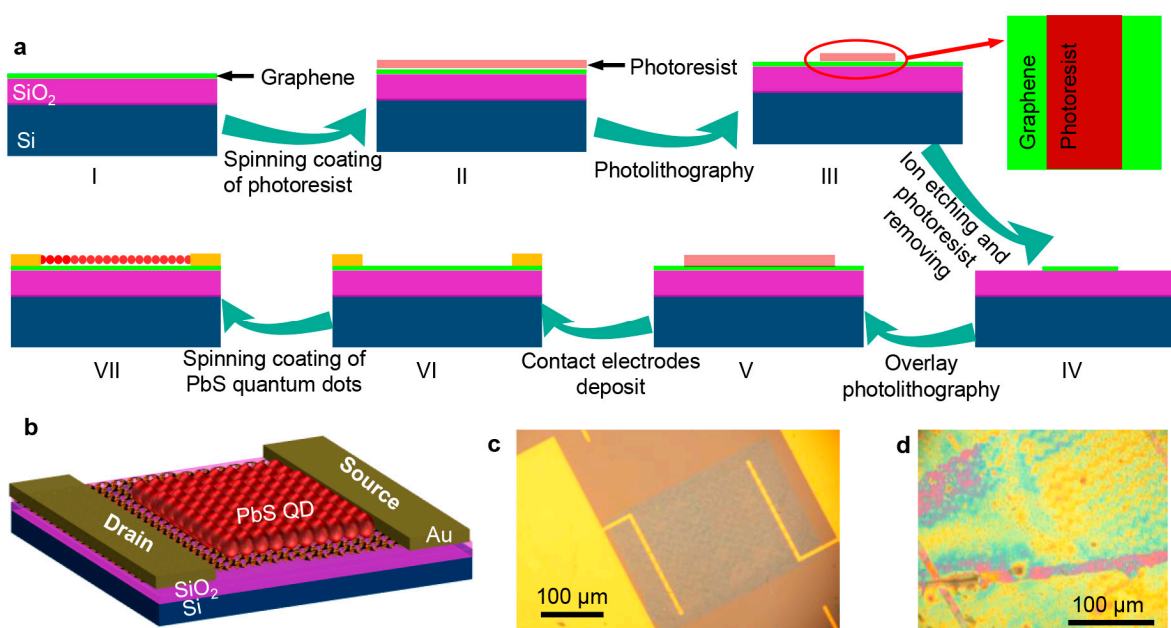 a
Graphene
SiO2
Si
I
Spinning coating
of photoresist
Photoresist
II
Photolithography
III
Graphene
Photoresist
Ion etching and
photoresist
removing
VII
Spinning coating of
PbS quantum dots
VI
Contact electrodes
deposit
V
Overlay
photolithography
IV
b
Source
PbS QD
Drain
Au
SiO2
Si
c
100 µm
d
100 µm